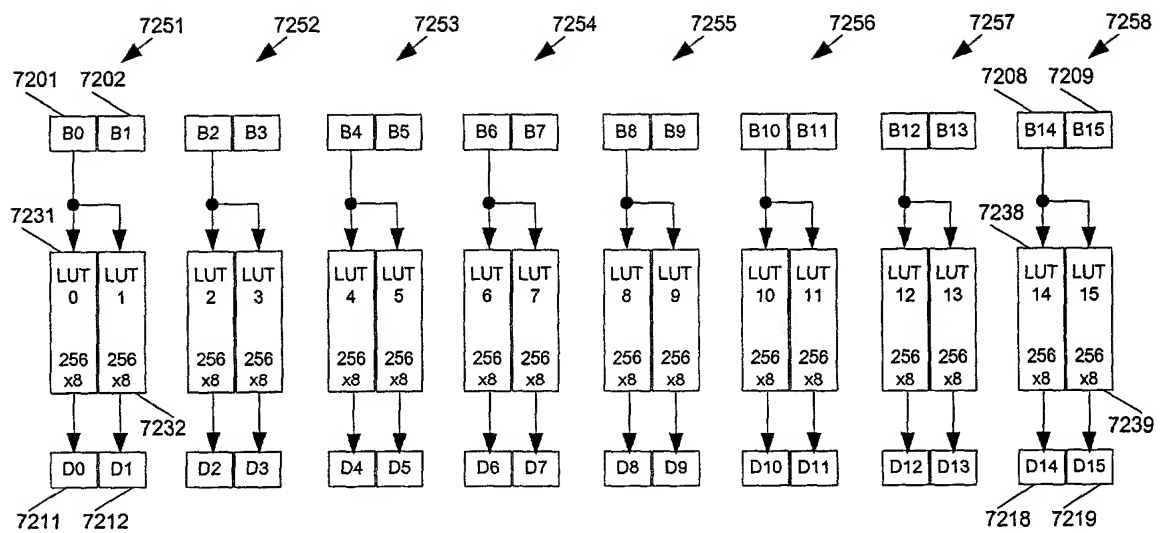 7251 7252 7253 7254 7255 7256 7257 7258
7201 7202 7208 7209
B0 B1 B2 B3 B4 B5 B6 B7 B8 B9 B10 B11 B12 B13 B14 B15
7231 7238
LUT LUT LUT LUT LUT LUT LUT LUT LUT LUT LUT LUT LUT LUT LUT LUT
0 1 2 3 4 5 6 7 8 9 10 11 12 13 14 15
256 256 256 256 256 256 256 256 256 256 256 256 256 256 256 256
x8 x8 x8 x8 x8 x8 x8 x8 x8 x8 x8 x8 x8 x8 x8 x8
7232 7239
D0 D1 D2 D3 D4 D5 D6 D7 D8 D9 D10 D11 D12 D13 D14 D15
7211 7212 7218 7219